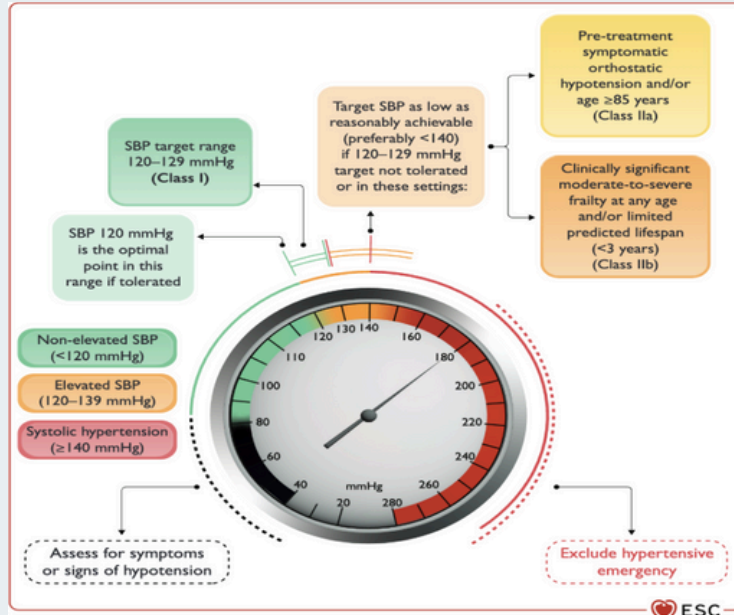 Pre-treatment
symptomatic
orthostatic
hypotension and/or
age ≥85 years
(Class IIa)
Target SBP as low as
reasonably achievable
(preferably <140)
if 120–129 mmHg
target not tolerated
or in these settings:
SBP target range
120–129 mmHg
(Class I)
Clinically significant
moderate-to-severe
frailty at any age
and/or limited
predicted lifespan
(<3 years)
(Class IIb)
SBP 120 mmHg
is the optimal
point in this
range if tolerated
Non-elevated SBP
(<120 mmHg)
Elevated SBP
(120–139 mmHg)
Systolic hypertension
(≥140 mmHg)
20
40
60
80
100
110
120
130
140
160
180
200
220
240
260
280
mmHg
Assess for symptoms
or signs of hypotension
Exclude hypertensive
emergency
ESC